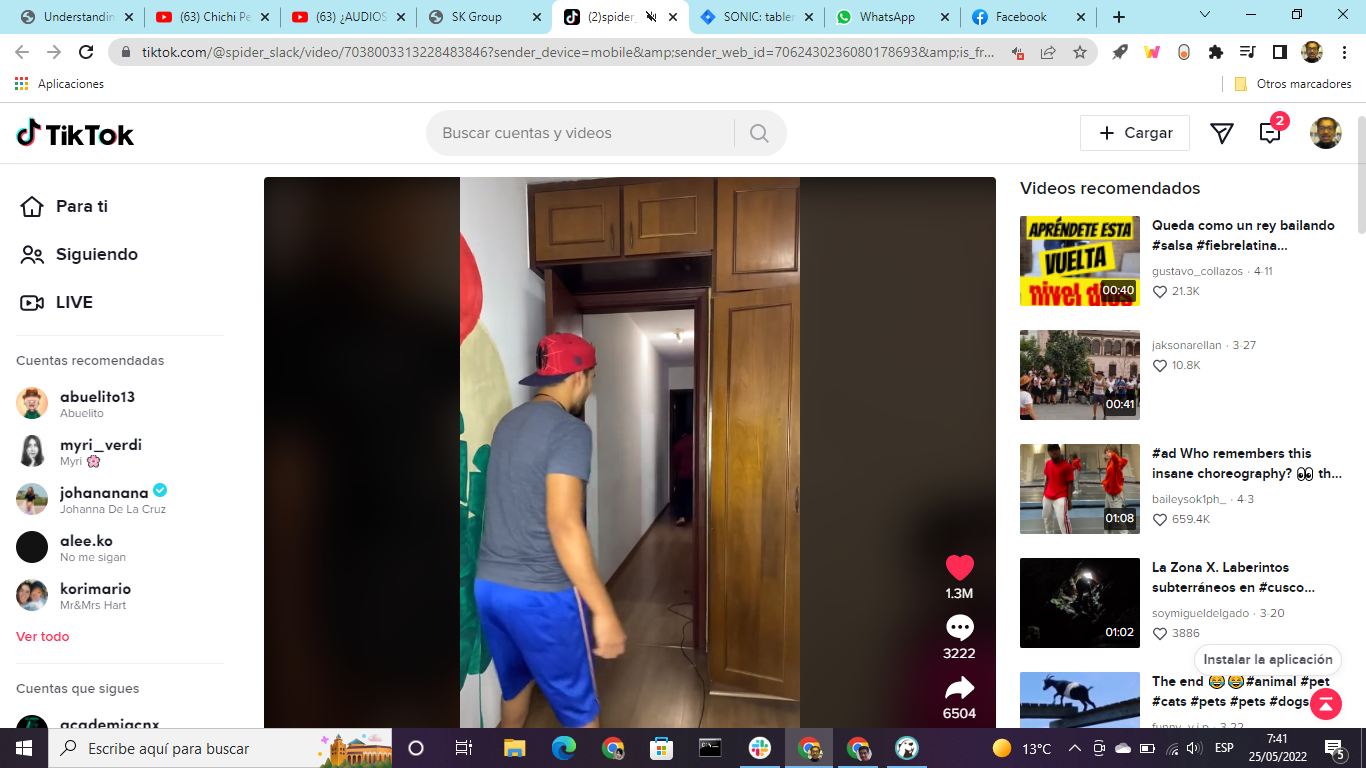 Understandin
(63) Chichi Pe
(63) ¿AUDIOS
SK Group
(2)spider_
SONIC: tabler
WhatsApp
Facebook
tiktok.com/@spider_slack/video/7038003313228483846?sender_device=mobile&amp;sender_web_id=7062430236080178693&amp;is_fr...
Aplicaciones
Otros marcadores
TikTok
Buscar cuentas y videos
Cargar
2
Para ti
Siguiendo
LIVE
Cuentas recomendadas
abuelito13
Abuelito
myri_verdi
Myri 🌸
johananana
Johanna De La Cruz
alee.ko
No me sigan
korimario
Mr&Mrs Hart
Ver todo
Cuentas que sigues
academiacnx
1.3M
3222
6504
Videos recomendados
APRÉNDETE ESTA
VUELTA
nivel dios
00:40
Queda como un rey bailando
#salsa #fiebrelatina...
gustavo_collazos · 4-11
21.3K
00:41
jaksonarellan · 3-27
10.8K
01:08
#ad Who remembers this
insane choreography? 👀 th...
baileysok1ph_ · 4-3
659.4K
01:02
La Zona X. Laberintos
subterráneos en #cusco...
soymigueldelgado · 3-20
3886
Instalar la aplicación
The end 😂😂#animal #pet
#cats #pets #pets #dogs
funny_v.i.p · 3-22
Escribe aquí para buscar
13°C
ESP
7:41
25/05/2022
5